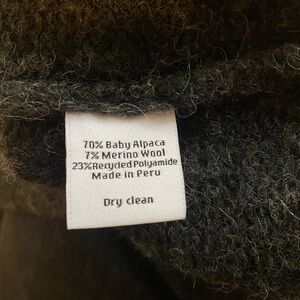 70% Baby Alpaca
7% Merino Wool
23%Recycled Polyamide
Made in Peru
Dry clean